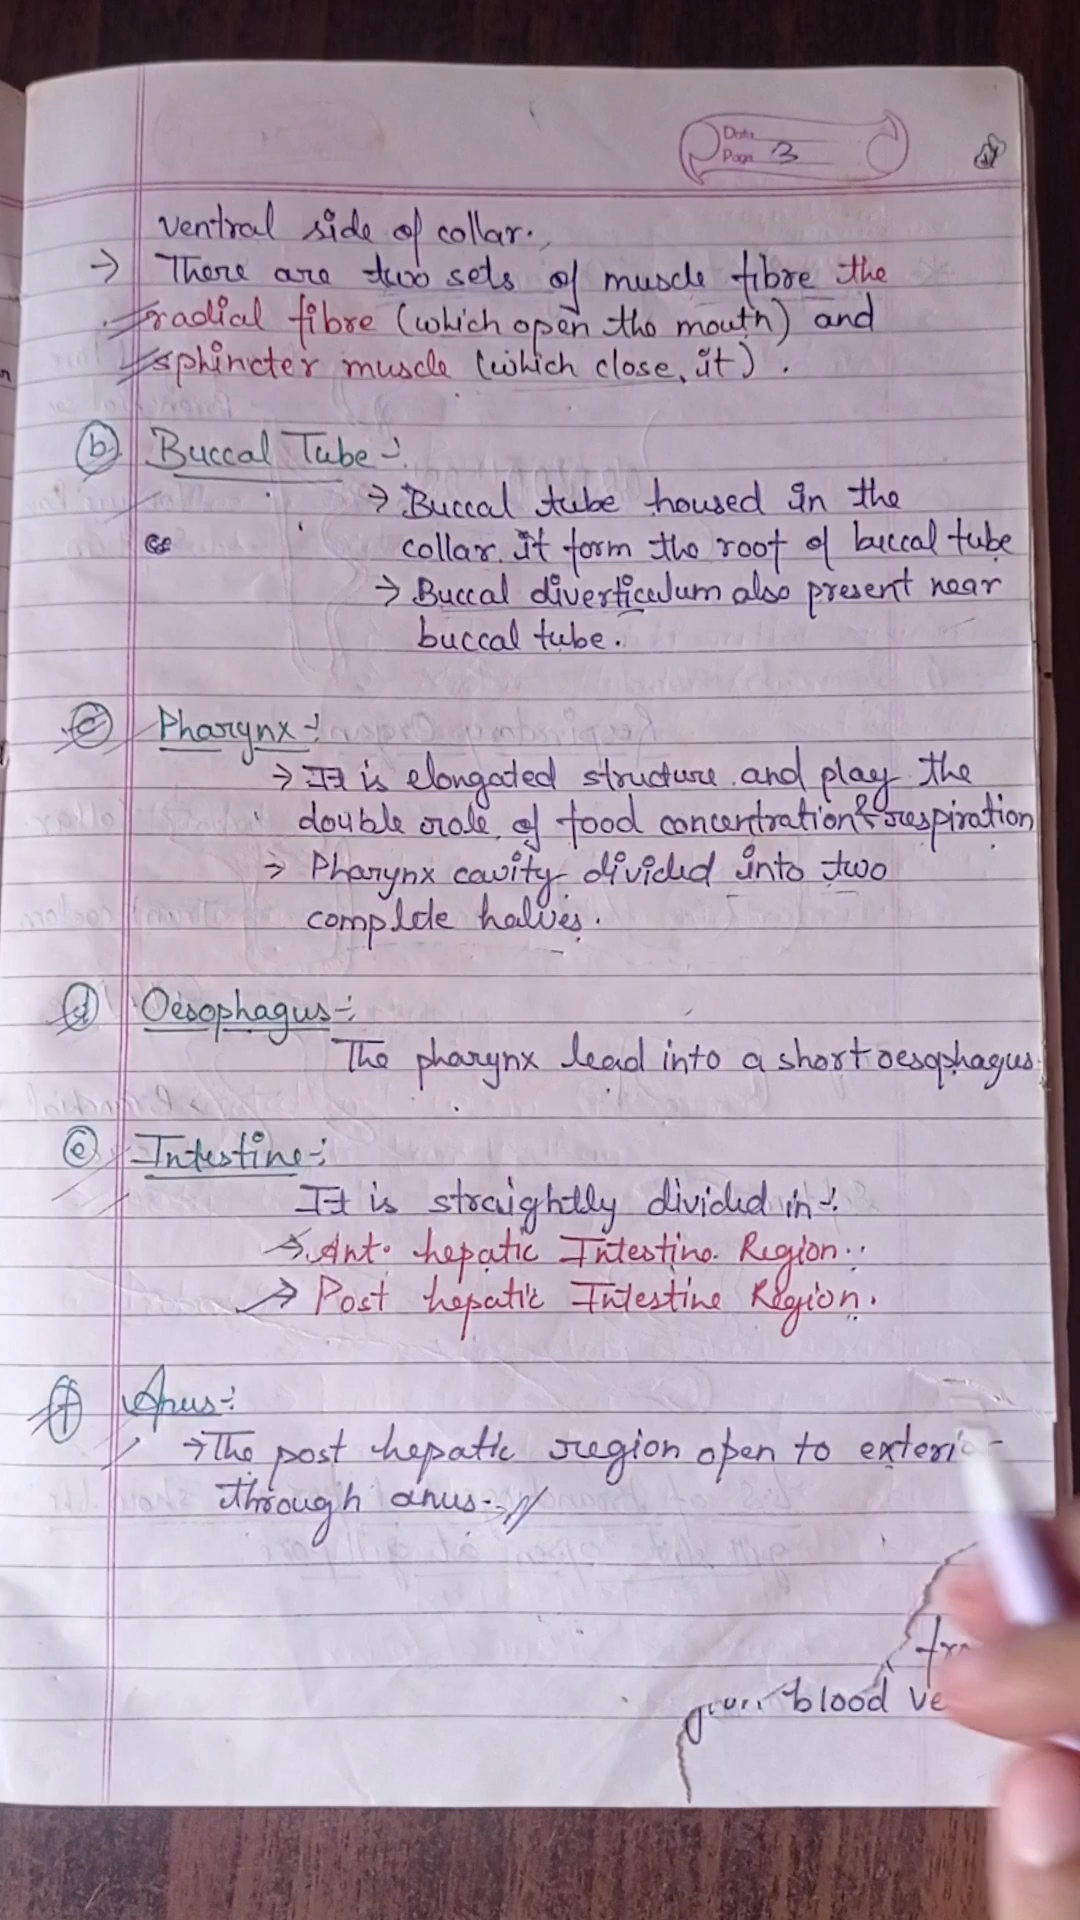 Date
Page 3
ventral side of collar.
→ There are two sets of muscle fibre the
radial fibre (which open the mouth) and
sphincter muscle (which close it).
(b) Buccal Tube :-
→ Buccal tube housed in the
collar. it form the root of buccal tube
→ Buccal diverticulum also present near
buccal tube.
(c) Pharynx :-
→ It is elongated structure and play the
double role of food concentration & respiration
→ Pharynx cavity divided into two
complde halves.
(d) Oesophagus :-
The pharynx lead into a short oesophagus.
(e) Intestine :-
It is straightly divided in :-
→ Ant. hepatic Intestine Region.
→ Post hepatic Intestine Region.
(f) Anus :-
→ The post hepatic region open to
through anus.
blood